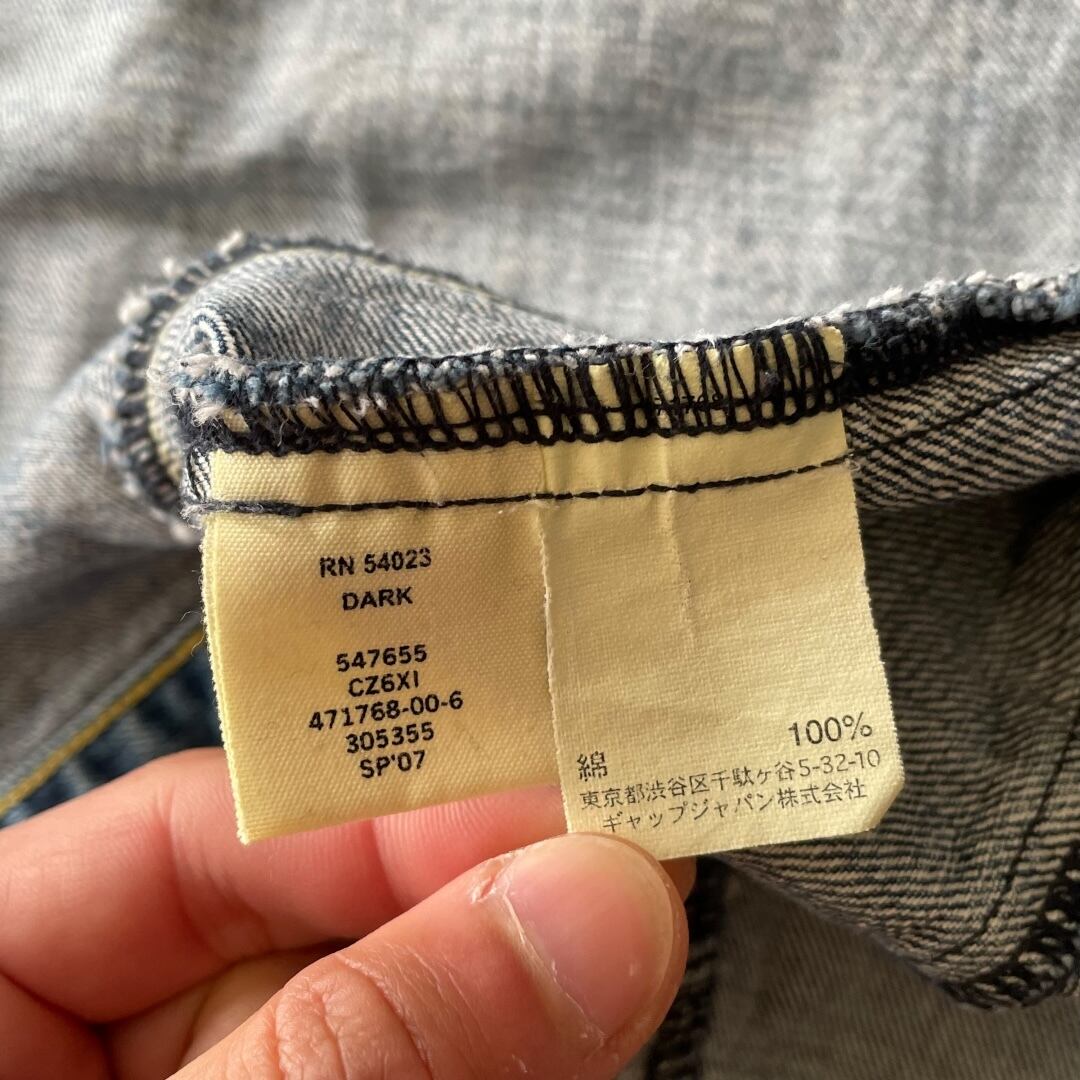 RN 54023
DARK
547655
CZ6XI
471768-00-6
305355
SP'07
綿 100%
東京都渋谷区千駄ヶ谷5-32-10
ギャップジャパン株式会社